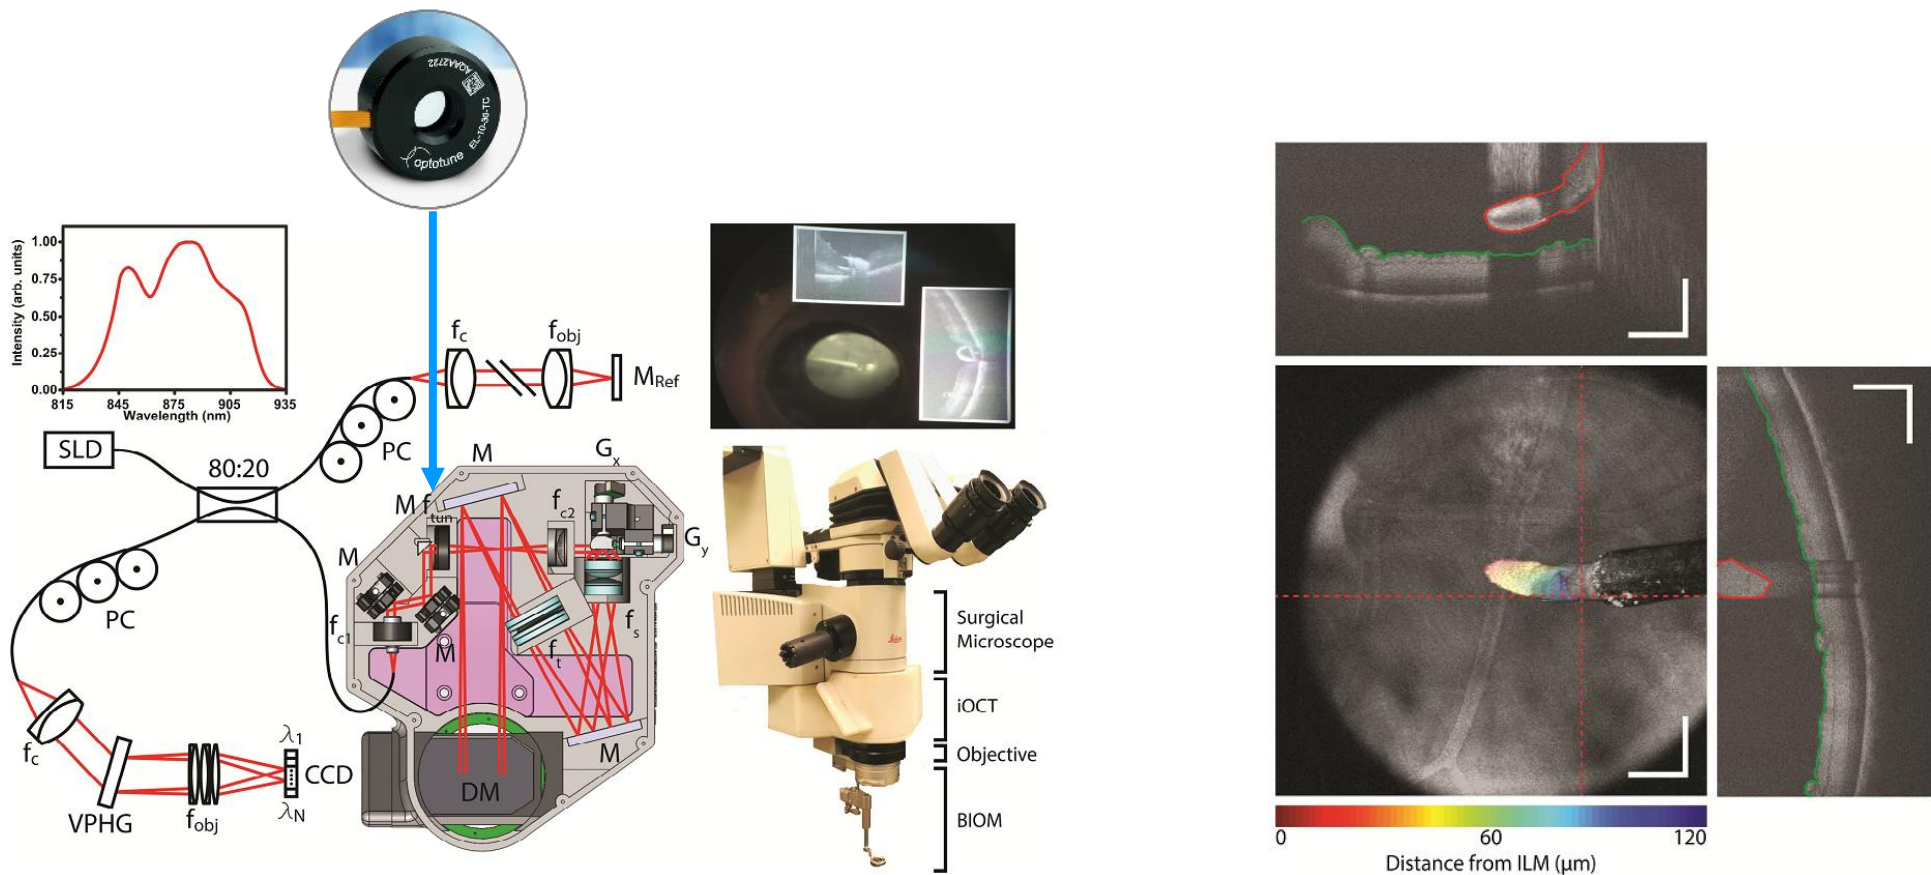 AQAA2722
EL-10-30-TC
optotune
Intensity (arb. units)
1.00
0.75
0.50
0.25
0.00
815 845 875 905 935
Wavelength (nm)
SLD
80:20
PC
PC
fc
fobj
MRef
M
Gx
M
ftun
fc2
Gy
M
fc1
M
ft
fs
M
DM
fc
VPHG
fobj
λ1
CCD
λN
Leica
Surgical
Microscope
iOCT
Objective
BIOM
0 60 120
Distance from ILM (µm)